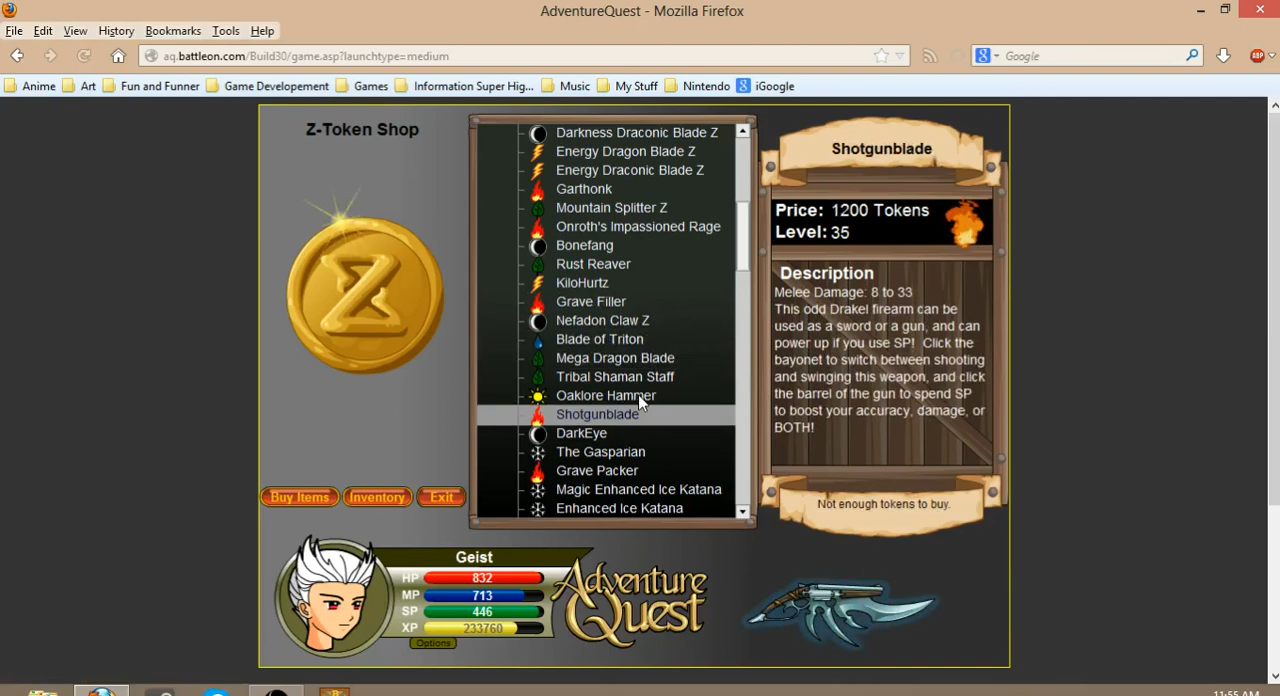 AdventureQuest - Mozilla Firefox
File Edit View History Bookmarks Tools Help
aq.battleon.com/Build30/game.asp?launchtype=medium
Google
ABP
Anime Art Fun and Funner Game Developement Games Information Super Hig... Music My Stuff Nintendo iGoogle
Z-Token Shop
Z
Buy Items Inventory Exit
Darkness Draconic Blade Z
Energy Dragon Blade Z
Energy Draconic Blade Z
Garthonk
Mountain Splitter Z
Onroth's Impassioned Rage
Bonefang
Rust Reaver
KiloHurtz
Grave Filler
Nefadon Claw Z
Blade of Triton
Mega Dragon Blade
Tribal Shaman Staff
Oaklore Hammer
Shotgunblade
DarkEye
The Gasparian
Grave Packer
Magic Enhanced Ice Katana
Enhanced Ice Katana
Shotgunblade
Price: 1200 Tokens
Level: 35
Description
Melee Damage: 8 to 33
This odd Drakel firearm can be
used as a sword or a gun, and can
power up if you use SP! Click the
bayonet to switch between shooting
and swinging this weapon, and click
the barrel of the gun to spend SP
to boost your accuracy, damage, or
BOTH!
Not enough tokens to buy.
Geist
HP 832
MP 713
SP 446
XP 233760
Options
Adventure
Quest
11:55 AM